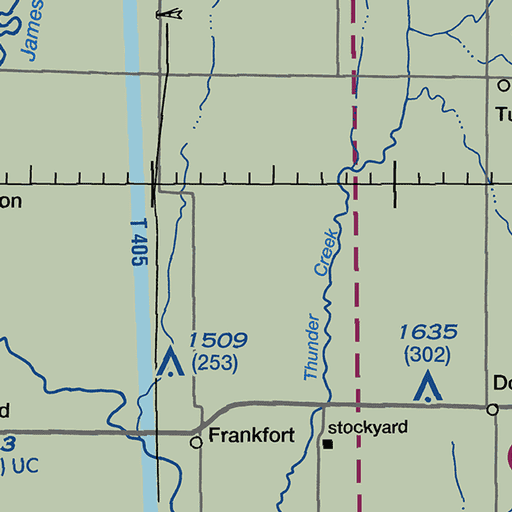 James
Tu
on
T 405
Thunder Creek
1509
(253)
1635
(302)
Do
d
Frankfort
stockyard
3
) UC